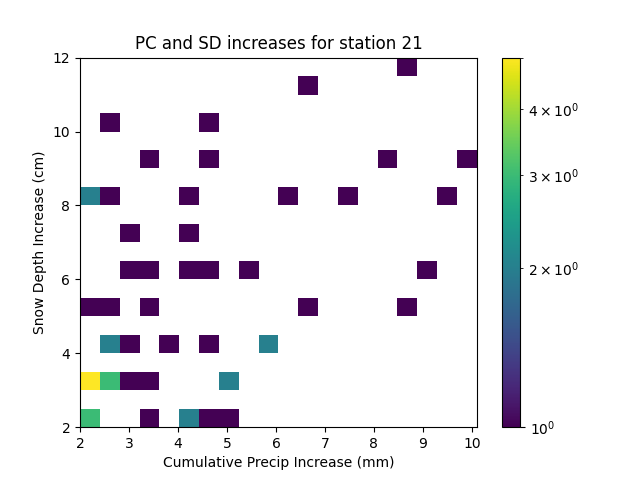 PC and SD increases for station 21
12
10
8
6
4
2
Snow Depth Increase (cm)
2 3 4 5 6 7 8 9 10
Cumulative Precip Increase (mm)
4 × 10⁰
3 × 10⁰
2 × 10⁰
10⁰